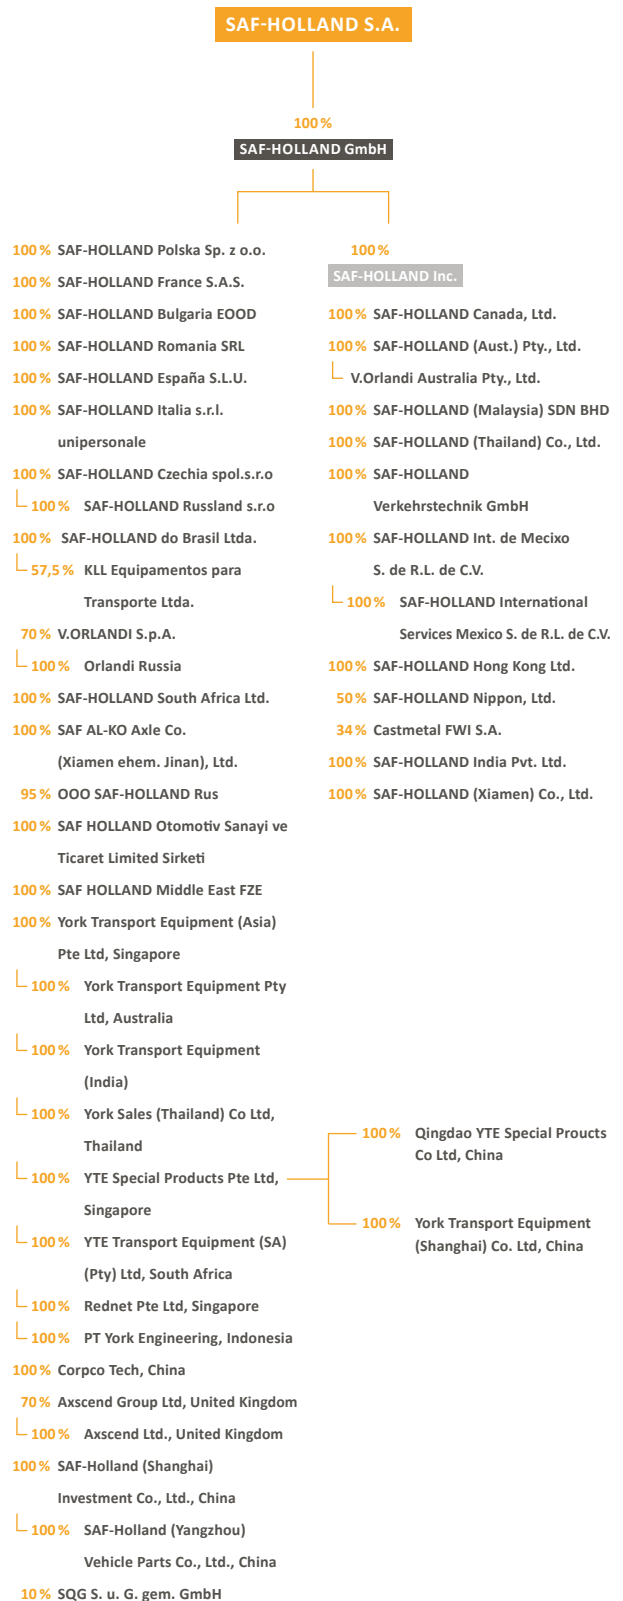 SAF-HOLLAND S.A.
100 %
SAF-HOLLAND GmbH
100 % SAF-HOLLAND Polska Sp. z o.o.
100 % SAF-HOLLAND France S.A.S.
100 % SAF-HOLLAND Bulgaria EOOD
100 % SAF-HOLLAND Romania SRL
100 % SAF-HOLLAND España S.L.U.
100 % SAF-HOLLAND Italia s.r.l.
unipersonale
100 % SAF-HOLLAND Czechia spol.s.r.o
100 % SAF-HOLLAND Russland s.r.o
100 % SAF-HOLLAND do Brasil Ltda.
57,5 % KLL Equipamentos para
Transporte Ltda.
70 % V.ORLANDI S.p.A.
100 % Orlandi Russia
100 % SAF-HOLLAND South Africa Ltd.
100 % SAF AL-KO Axle Co.
(Xiamen ehem. Jinan), Ltd.
95 % OOO SAF-HOLLAND Rus
100 % SAF HOLLAND Otomotiv Sanayi ve
Ticaret Limited Sirketi
100 % SAF HOLLAND Middle East FZE
100 % York Transport Equipment (Asia)
Pte Ltd, Singapore
100 % York Transport Equipment Pty
Ltd, Australia
100 % York Transport Equipment
(India)
100 % York Sales (Thailand) Co Ltd,
Thailand
100 % YTE Special Products Pte Ltd,
Singapore
100 % YTE Transport Equipment (SA)
(Pty) Ltd, South Africa
100 % Rednet Pte Ltd, Singapore
100 % PT York Engineering, Indonesia
100 % Corpco Tech, China
70 % Axscend Group Ltd, United Kingdom
100 % Axscend Ltd., United Kingdom
100 % SAF-Holland (Shanghai)
Investment Co., Ltd., China
100 % SAF-Holland (Yangzhou)
Vehicle Parts Co., Ltd., China
10 % SQG S. u. G. gem. GmbH
100 %
SAF-HOLLAND Inc.
100 % SAF-HOLLAND Canada, Ltd.
100 % SAF-HOLLAND (Aust.) Pty., Ltd.
V.Orlandi Australia Pty., Ltd.
100 % SAF-HOLLAND (Malaysia) SDN BHD
100 % SAF-HOLLAND (Thailand) Co., Ltd.
100 % SAF-HOLLAND
Verkehrstechnik GmbH
100 % SAF-HOLLAND Int. de Mecixo
S. de R.L. de C.V.
100 % SAF-HOLLAND International
Services Mexico S. de R.L. de C.V.
100 % SAF-HOLLAND Hong Kong Ltd.
50 % SAF-HOLLAND Nippon, Ltd.
34 % Castmetal FWI S.A.
100 % SAF-HOLLAND India Pvt. Ltd.
100 % SAF-HOLLAND (Xiamen) Co., Ltd.
100 % Qingdao YTE Special Proucts
Co Ltd, China
100 % York Transport Equipment
(Shanghai) Co. Ltd, China